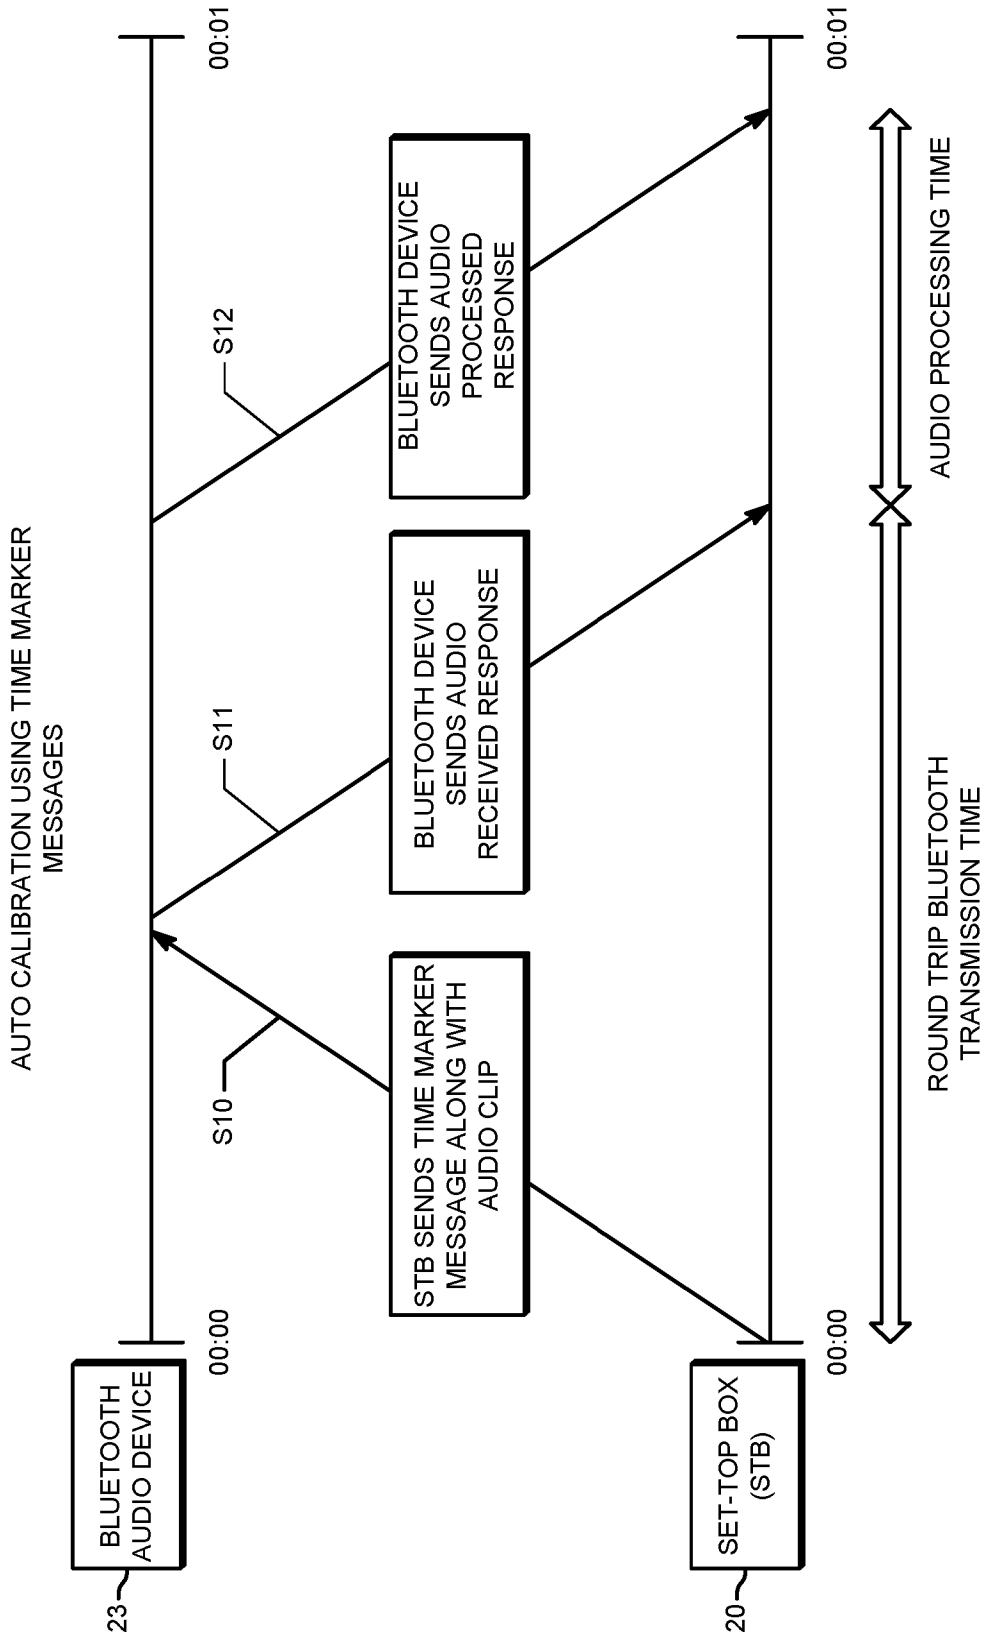 AUTO CALIBRATION USING TIME MARKER
MESSAGES
23
BLUETOOTH
AUDIO DEVICE
00:00
00:01
S10
S11
S12
STB SENDS TIME MARKER
MESSAGE ALONG WITH
AUDIO CLIP
BLUETOOTH DEVICE
SENDS AUDIO
RECEIVED RESPONSE
BLUETOOTH DEVICE
SENDS AUDIO
PROCESSED
RESPONSE
20
SET-TOP BOX
(STB)
00:00
00:01
ROUND TRIP BLUETOOTH
TRANSMISSION TIME
AUDIO PROCESSING TIME